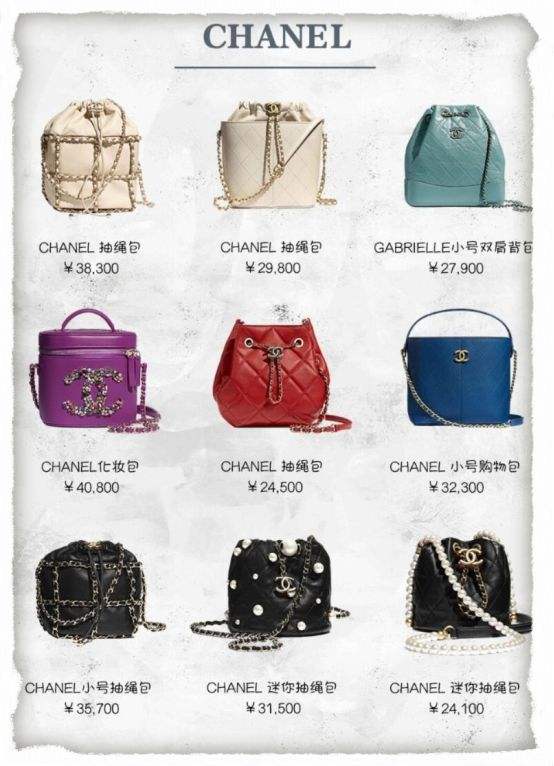 CHANEL
CHANEL 抽绳包
¥38,300
CHANEL 抽绳包
¥29,800
GABRIELLE小号双肩背包
¥27,900
CHANEL化妆包
¥40,800
CHANEL 抽绳包
¥24,500
CHANEL 小号购物包
¥32,300
CHANEL小号抽绳包
¥35,700
CHANEL 迷你抽绳包
¥31,500
CHANEL 迷你抽绳包
¥24,100